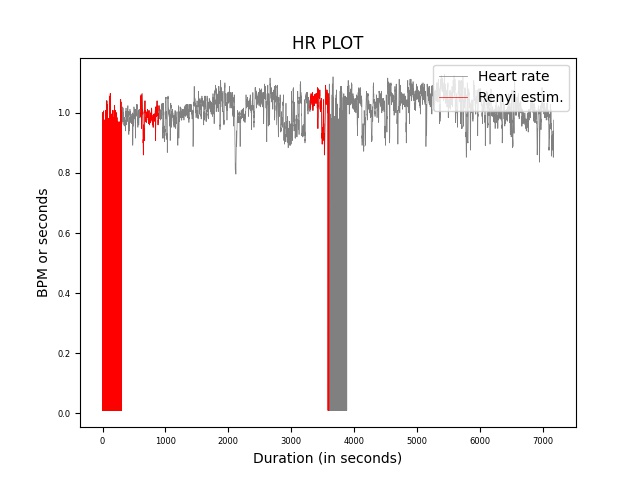 HR PLOT
Heart rate
Renyi estim.
BPM or seconds
1.0
0.8
0.6
0.4
0.2
0.0
0 1000 2000 3000 4000 5000 6000 7000
Duration (in seconds)